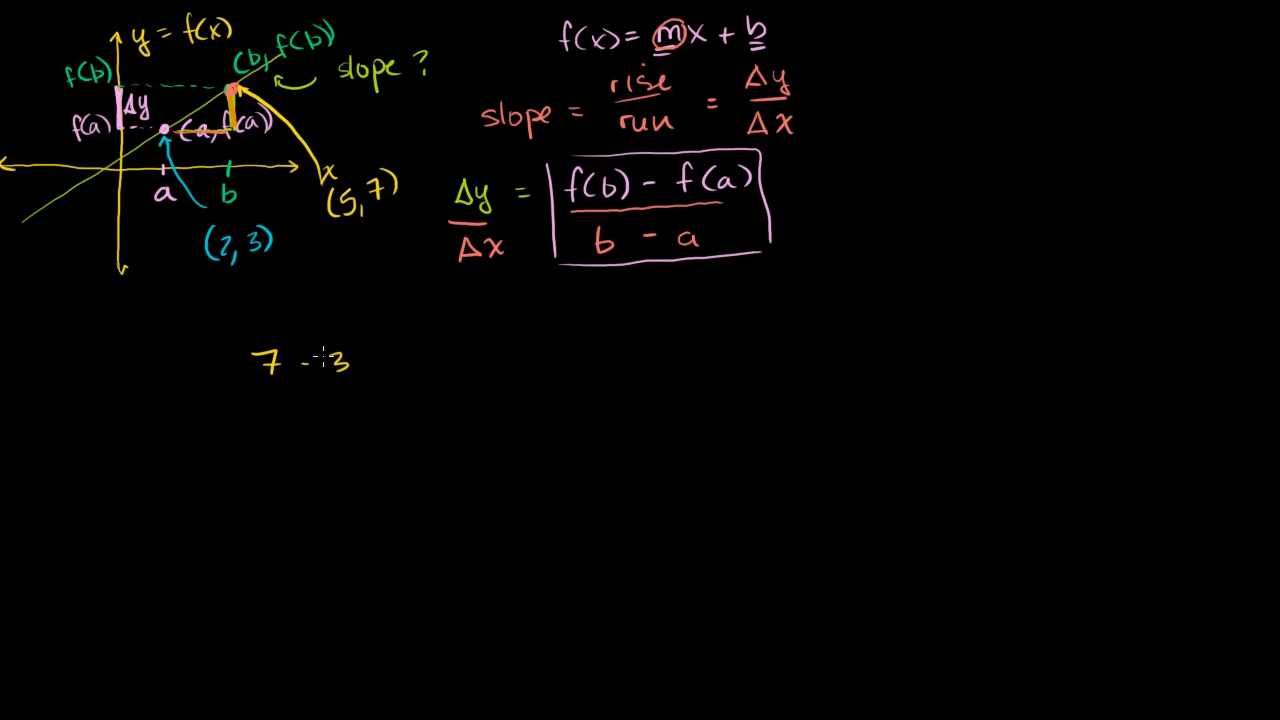 y = f(x)
(b, f(b))
f(b)
slope ?
Δy
f(a)
(a, f(a))
a
b
x
(5, 7)
(2, 3)
f(x) = mx + b
slope = rise / run = Δy / Δx
Δy / Δx = f(b) - f(a) / b - a
7 - 3